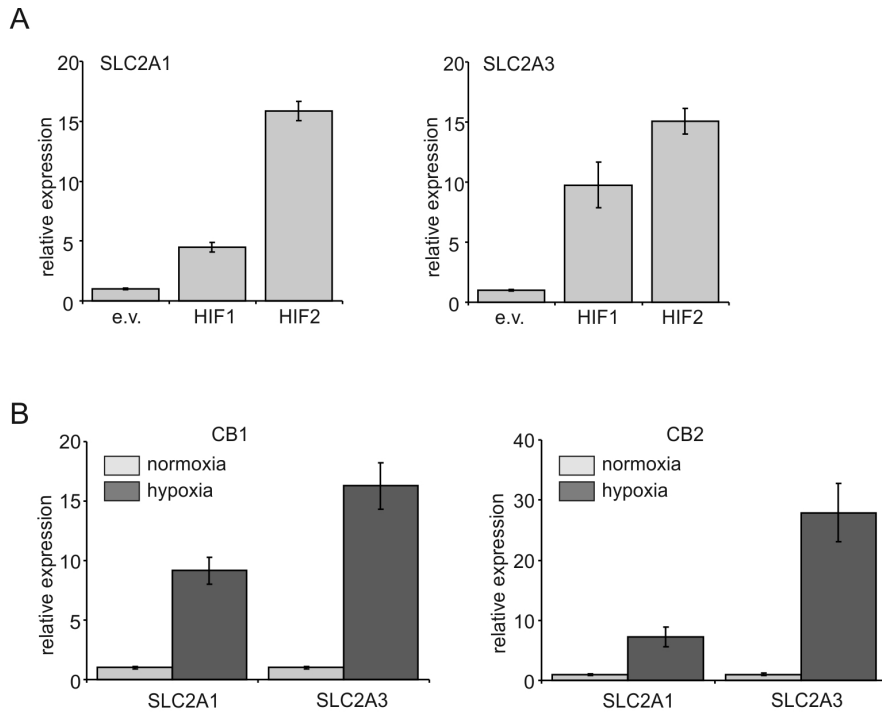 A
SLC2A1
SLC2A3
relative expression
20
15
10
5
0
e.v. HIF1 HIF2
relative expression
20
15
10
5
0
e.v. HIF1 HIF2
B
CB1
normoxia
hypoxia
relative expression
20
15
10
5
0
SLC2A1 SLC2A3
CB2
normoxia
hypoxia
relative expression
40
30
20
10
0
SLC2A1 SLC2A3